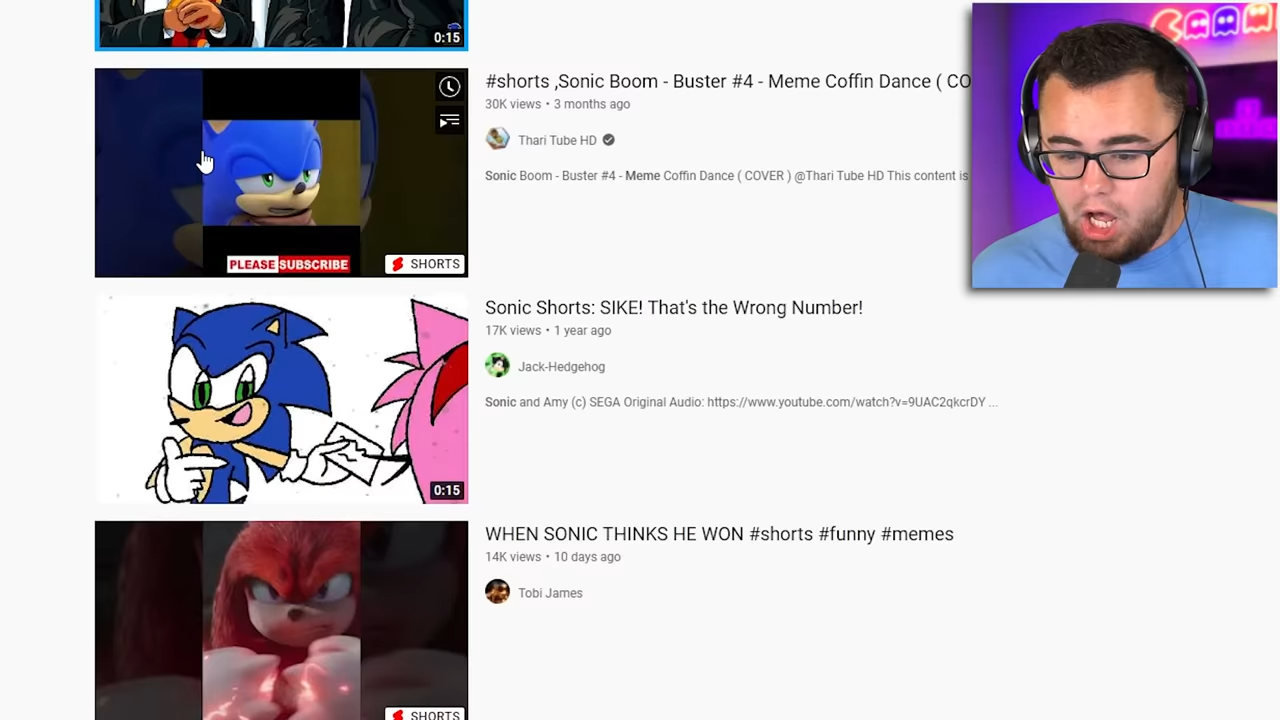 0:15
#shorts ,Sonic Boom - Buster #4 - Meme Coffin Dance ( CO
30K views • 3 months ago
Thari Tube HD
Sonic Boom - Buster #4 - Meme Coffin Dance ( COVER ) @Thari Tube HD This content is
PLEASE SUBSCRIBE
SHORTS
Sonic Shorts: SIKE! That's the Wrong Number!
17K views • 1 year ago
Jack-Hedgehog
Sonic and Amy (c) SEGA Original Audio: https://www.youtube.com/watch?v=9UAC2qkcrDY ...
0:15
WHEN SONIC THINKS HE WON #shorts #funny #memes
14K views • 10 days ago
Tobi James
SHORTS